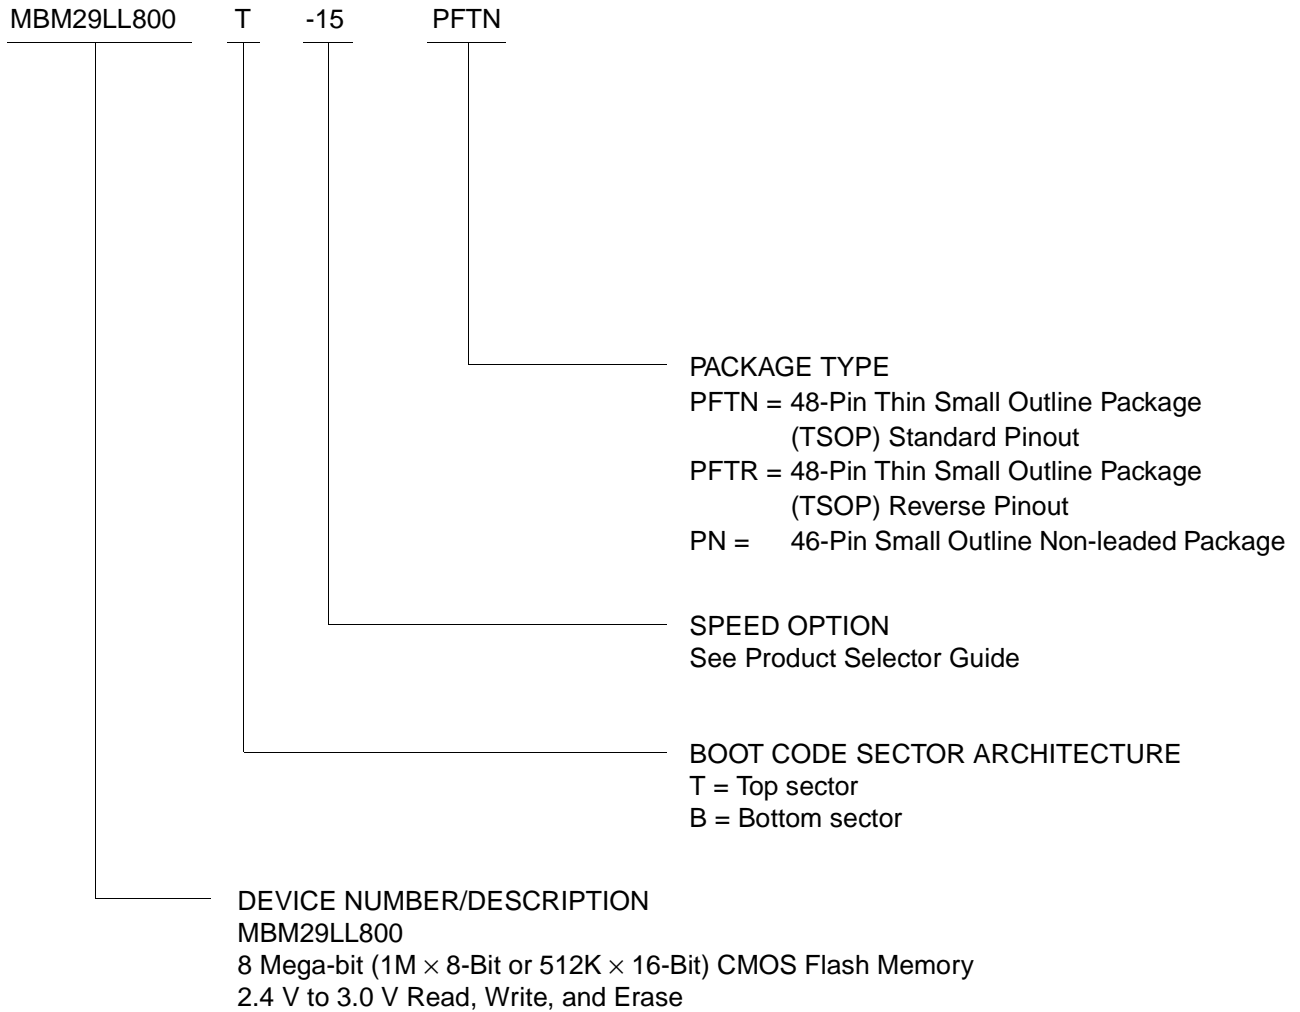 MBM29LL800 T -15 PFTN
PACKAGE TYPE
PFTN = 48-Pin Thin Small Outline Package
(TSOP) Standard Pinout
PFTR = 48-Pin Thin Small Outline Package
(TSOP) Reverse Pinout
PN = 46-Pin Small Outline Non-leaded Package
SPEED OPTION
See Product Selector Guide
BOOT CODE SECTOR ARCHITECTURE
T = Top sector
B = Bottom sector
DEVICE NUMBER/DESCRIPTION
MBM29LL800
8 Mega-bit (1M × 8-Bit or 512K × 16-Bit) CMOS Flash Memory
2.4 V to 3.0 V Read, Write, and Erase